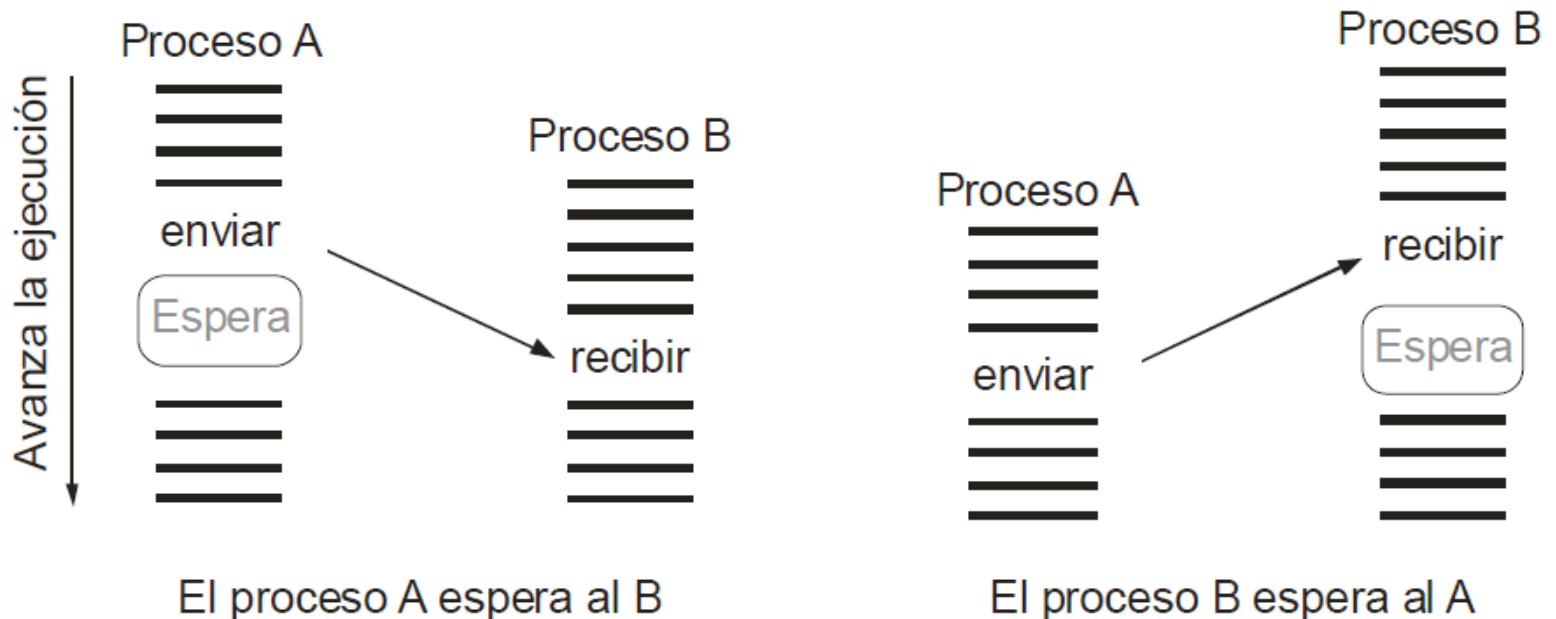 Avanza la ejecución
Proceso A
enviar
Espera
Proceso B
recibir
El proceso A espera al B
Proceso A
enviar
Proceso B
recibir
Espera
El proceso B espera al A